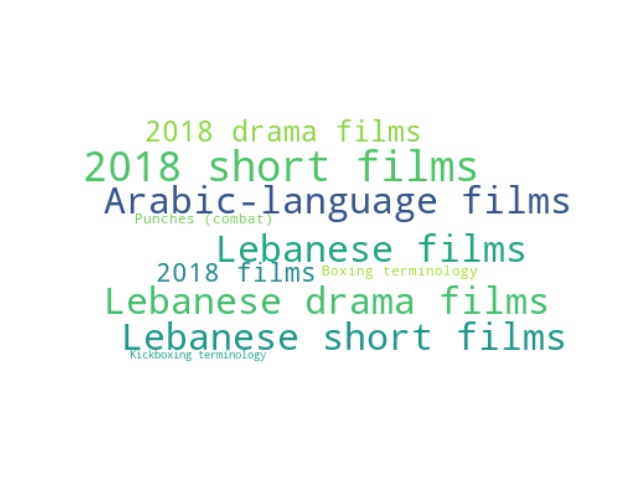 2018 drama films
2018 short films
Arabic-language films
Punches (combat)
Lebanese films
2018 films
Boxing terminology
Lebanese drama films
Lebanese short films
Kickboxing terminology